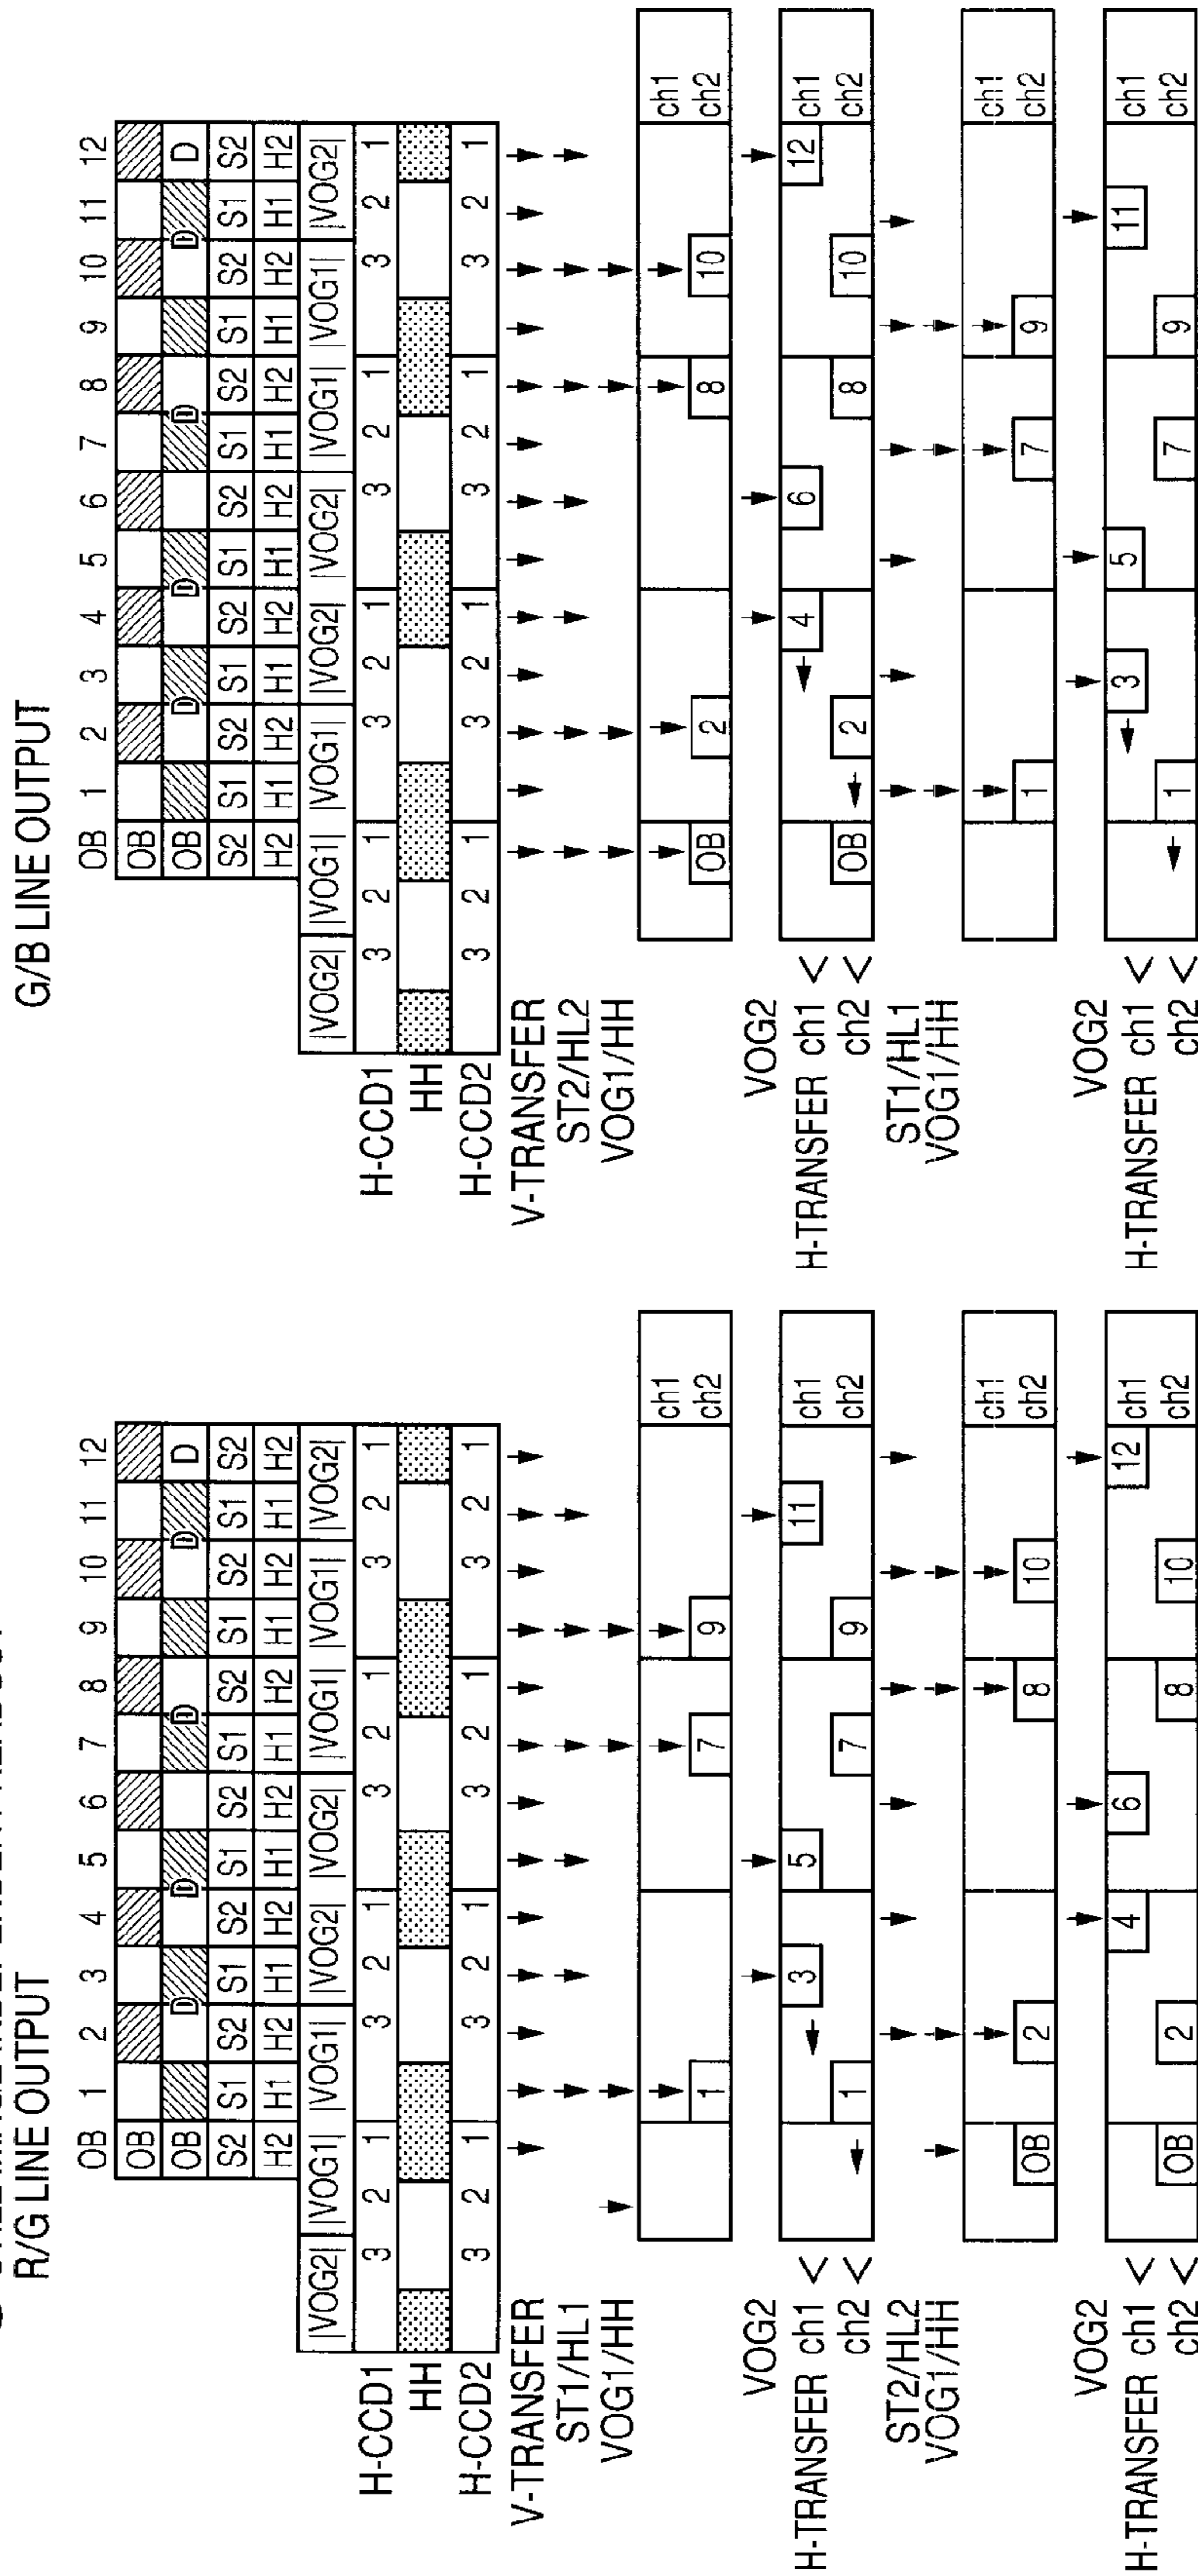 R/G LINE OUTPUT
OB 1 2 3 4 5 6 7 8 9 10 11 12
OB
OB D D D D D
S2 S1 S2 S1 S2 S1 S2 S1 S2 S1 S2 S1 S2
H2 H1 H2 H1 H2 H1 H2 H1 H2 H1 H2 H1 H2
|VOG2| |VOG1| |VOG1| |VOG2| |VOG2| |VOG1| |VOG1| |VOG2|
H-CCD1 3 2 1 3 2 1 3 2 1 3 2 1
HH
H-CCD2 3 2 1 3 2 1 3 2 1 3 2 1
V-TRANSFER
ST1/HL1
VOG1/HH
ch1
1 7 9 ch2
VOG2
H-TRANSFER ch1 < 3 5 11 ch1
ch2 < 1 7 9 ch2
ST2/HL2
VOG1/HH
ch1
OB 2 8 10 ch2
VOG2
H-TRANSFER ch1 < 4 6 12 ch1
ch2 < OB 2 8 10 ch2
G/B LINE OUTPUT
OB 1 2 3 4 5 6 7 8 9 10 11 12
OB
OB D D D D D
S2 S1 S2 S1 S2 S1 S2 S1 S2 S1 S2 S1 S2
H2 H1 H2 H1 H2 H1 H2 H1 H2 H1 H2 H1 H2
|VOG2| |VOG1| |VOG1| |VOG2| |VOG2| |VOG1| |VOG1| |VOG2|
H-CCD1 3 2 1 3 2 1 3 2 1 3 2 1
HH
H-CCD2 3 2 1 3 2 1 3 2 1 3 2 1
V-TRANSFER
ST2/HL2
VOG1/HH
ch1
OB 2 8 10 ch2
VOG2
H-TRANSFER ch1 < 4 6 12 ch1
ch2 < OB 2 8 10 ch2
ST1/HL1
VOG1/HH
ch1
1 7 9 ch2
VOG2
H-TRANSFER ch1 < 3 5 11 ch1
ch2 < 1 7 9 ch2